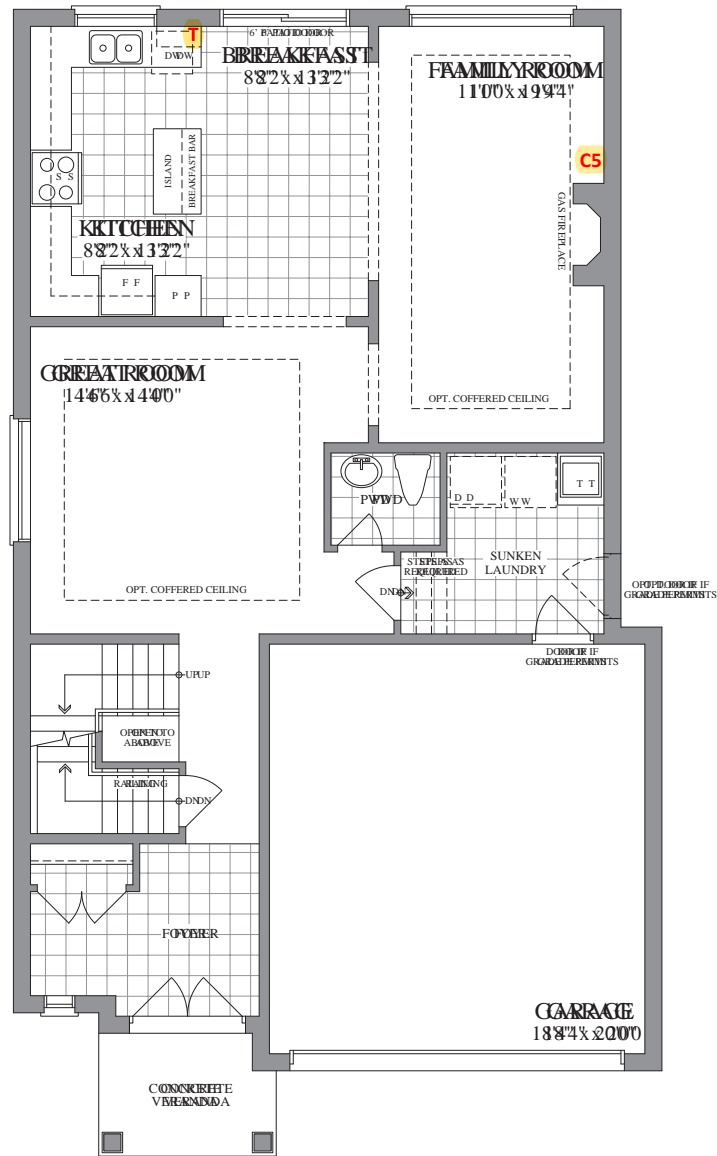 T
6' PATIO DOOR
DW
BREAKFAST
8'2" x 13'2"
FAMILY ROOM
11'0" x 19'4"
C5
S
ISLAND
BREAKFAST BAR
GAS FIREPLACE
KITCHEN
8'2" x 13'2"
F
P
GREAT ROOM
14'6" x 14'0"
OPT. COFFERED CEILING
PWD
D
W
T
SUNKEN
LAUNDRY
STEPS AS
REQUIRED
DN
OPT. COFFERED CEILING
OPT. DOOR IF
GRADE PERMITS
DOOR IF
GRADE PERMITS
UP
OPEN TO
ABOVE
RAILING
DN
FOYER
GARAGE
18'4" x 20'0
CONCRETE
VERANDA